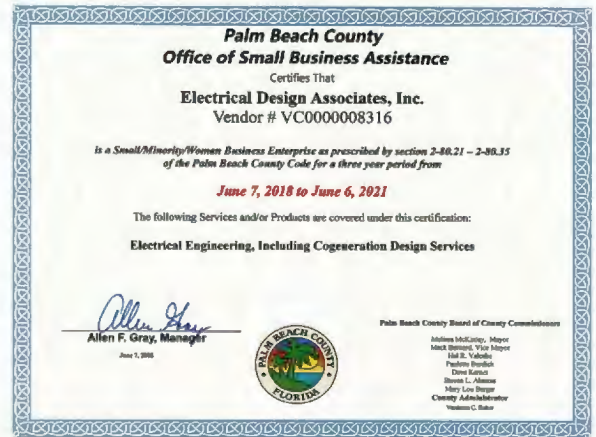 Palm Beach County
Office of Small Business Assistance
Certifies That
Electrical Design Associates, Inc.
Vendor # VC0000008316
is a Small/Minority/Woman Business Enterprise as prescribed by section 2-80.21 – 2-80.35
of the Palm Beach County Code for a three year period from
June 7, 2018 to June 6, 2021
The following Services and/or Products are covered under this certification:
Electrical Engineering, Including Cogeneration Design Services
Allen F. Gray, Manager
June 7, 2018
PALM BEACH COUNTY
FLORIDA
Palm Beach County Board of County Commissioners
Melissa McKinlay, Mayor
Mack Bernard, Vice Mayor
Hal R. Valeche
Paulette Burdick
Dave Kerner
Steven L. Abrams
Mary Lou Berger
County Administrator
Verdenia C. Baker